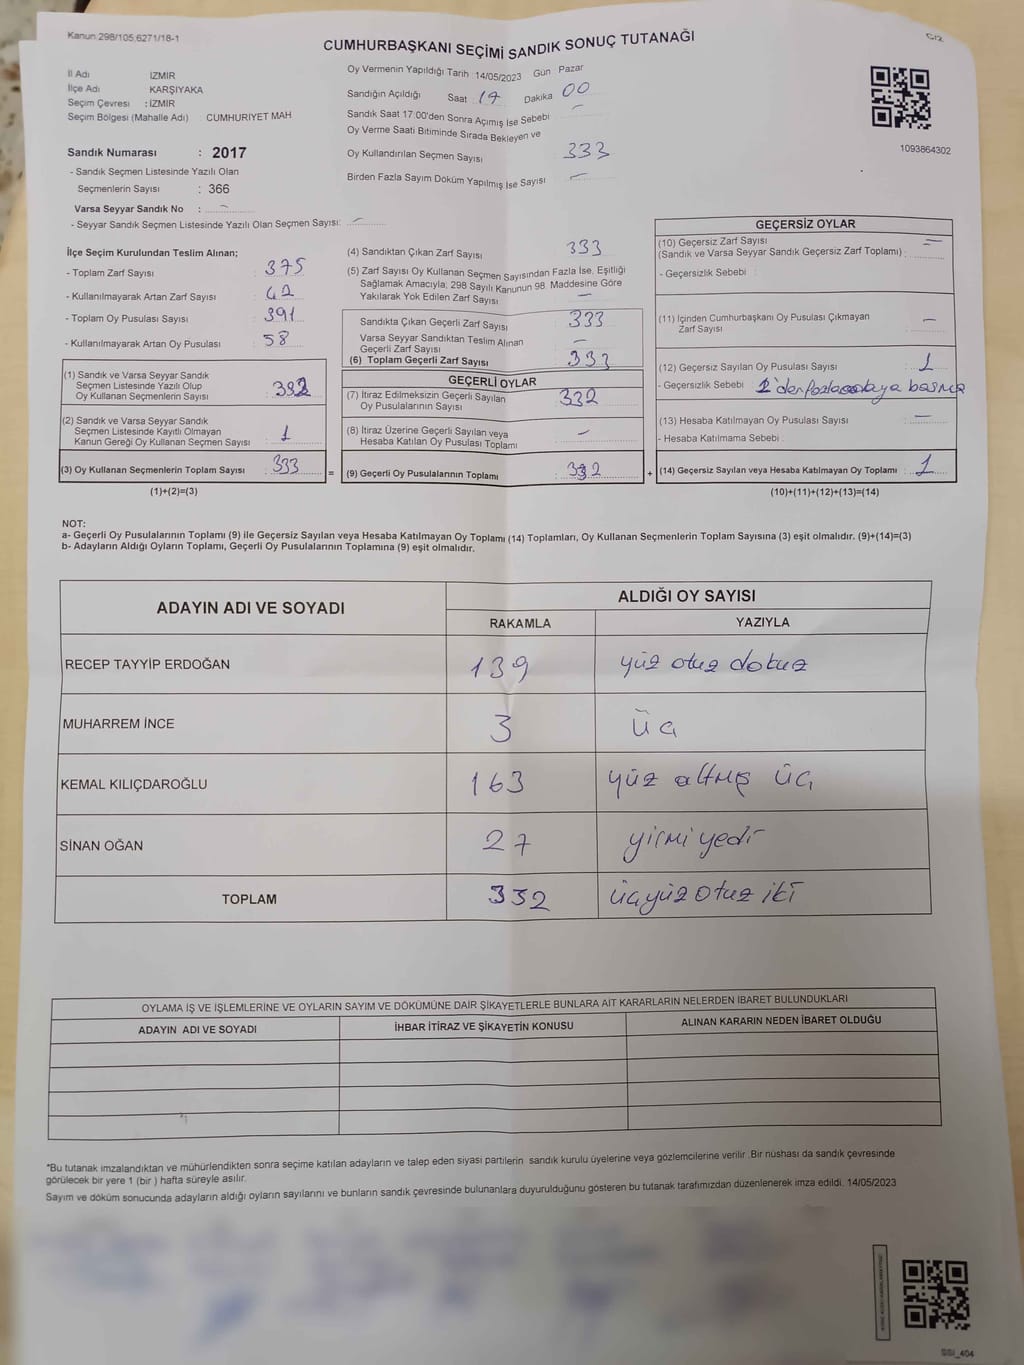 Kanun:298/105,6271/18-1
C/2
CUMHURBAŞKANI SEÇİMİ SANDIK SONUÇ TUTANAĞI
İl Adı İZMİR
İlçe Adı KARŞIYAKA
Seçim Çevresi : İZMİR
Seçim Bölgesi (Mahalle Adı) CUMHURİYET MAH
Sandık Numarası : 2017
- Sandık Seçmen Listesinde Yazılı Olan
Seçmenlerin Sayısı : 366
Varsa Seyyar Sandık No : -
- Seyyar Sandık Seçmen Listesinde Yazılı Olan Seçmen Sayısı: -
Oy Vermenin Yapıldığı Tarih : 14/05/2023 Gün Pazar
Sandığın Açıldığı Saat 17 Dakika 00
Sandık Saat 17:00'den Sonra Açımış İse Sebebi -
Oy Verme Saati Bitiminde Sırada Bekleyen ve
Oy Kullandırılan Seçmen Sayısı 333
Birden Fazla Sayım Döküm Yapılmış İse Sayısı -
1093864302
İlçe Seçim Kurulundan Teslim Alınan;
- Toplam Zarf Sayısı 375
- Kullanılmayarak Artan Zarf Sayısı 42
- Toplam Oy Pusulası Sayısı 391
- Kullanılmayarak Artan Oy Pusulası 58
(1) Sandık ve Varsa Seyyar Sandık
Seçmen Listesinde Yazılı Olup
Oy Kullanan Seçmenlerin Sayısı 332
(2) Sandık ve Varsa Seyyar Sandık
Seçmen Listesinde Kayıtlı Olmayan
Kanun Gereği Oy Kullanan Seçmen Sayısı 1
(3) Oy Kullanan Seçmenlerin Toplam Sayısı 333 =
(1)+(2)=(3)
(4) Sandıktan Çıkan Zarf Sayısı 333
(5) Zarf Sayısı Oy Kullanan Seçmen Sayısından Fazla İse, Eşitliği
Sağlamak Amacıyla; 298 Sayılı Kanunun 98. Maddesine Göre
Yakılarak Yok Edilen Zarf Sayısı -
Sandıkta Çıkan Geçerli Zarf Sayısı 333
Varsa Seyyar Sandıktan Teslim Alınan
Geçerli Zarf Sayısı -
(6) Toplam Geçerli Zarf Sayısı 333
GEÇERLİ OYLAR
(7) İtiraz Edilmeksizin Geçerli Sayılan
Oy Pusulalarının Sayısı 332
(8) İtiraz Üzerine Geçerli Sayılan veya
Hesaba Katılan Oy Pusulası Toplamı -
(9) Geçerli Oy Pusulalarının Toplamı : 332 +
GEÇERSİZ OYLAR
(10) Geçersiz Zarf Sayısı -
(Sandık ve Varsa Seyyar Sandık Geçersiz Zarf Toplamı) :
- Geçersizlik Sebebi :
(11) İçinden Cumhurbaşkanı Oy Pusulası Çıkmayan
Zarf Sayısı -
(12) Geçersiz Sayılan Oy Pusulası Sayısı 1
- Geçersizlik Sebebi 1'den fazla basma
(13) Hesaba Katılmayan Oy Pusulası Sayısı -
- Hesaba Katılmama Sebebi :
(14) Geçersiz Sayılan veya Hesaba Katılmayan Oy Toplamı : 1
(10)+(11)+(12)+(13)=(14)
NOT:
a- Geçerli Oy Pusulalarının Toplamı (9) ile Geçersiz Sayılan veya Hesaba Katılmayan Oy Toplamı (14) Toplamları, Oy Kullanan Seçmenlerin Toplam Sayısına (3) eşit olmalıdır. (9)+(14)=(3)
b- Adayların Aldığı Oyların Toplamı, Geçerli Oy Pusulalarının Toplamına (9) eşit olmalıdır.
ADAYIN ADI VE SOYADI ALDIĞI OY SAYISI
RAKAMLA YAZIYLA
RECEP TAYYİP ERDOĞAN 139 yüz otuz dokuz
MUHARREM İNCE 3 üç
KEMAL KILIÇDAROĞLU 163 yüz altmış üç
SİNAN OĞAN 27 yirmi yedi
TOPLAM 332 üçyüz otuz iki
OYLAMA İŞ VE İŞLEMLERİNE VE OYLARIN SAYIM VE DÖKÜMÜNE DAİR ŞİKAYETLERLE BUNLARA AİT KARARLARIN NELERDEN İBARET BULUNDUKLARI
ADAYIN ADI VE SOYADI İHBAR İTİRAZ VE ŞİKAYETİN KONUSU ALINAN KARARIN NEDEN İBARET OLDUĞU
*Bu tutanak imzalandıktan ve mühürlendikten sonra seçime katılan adayların ve talep eden siyasi partilerin sandık kurulu üyelerine veya gözlemcilerine verilir .Bir nüshası da sandık çevresinde
görülecek bir yere 1 (bir ) hafta süreyle asılır.
Sayım ve döküm sonucunda adayların aldığı oyların sayılarını ve bunların sandık çevresinde bulunanlara duyurulduğunu gösteren bu tutanak tarafımızdan düzenlenerek imza edildi. 14/05/2023
SSİ_404